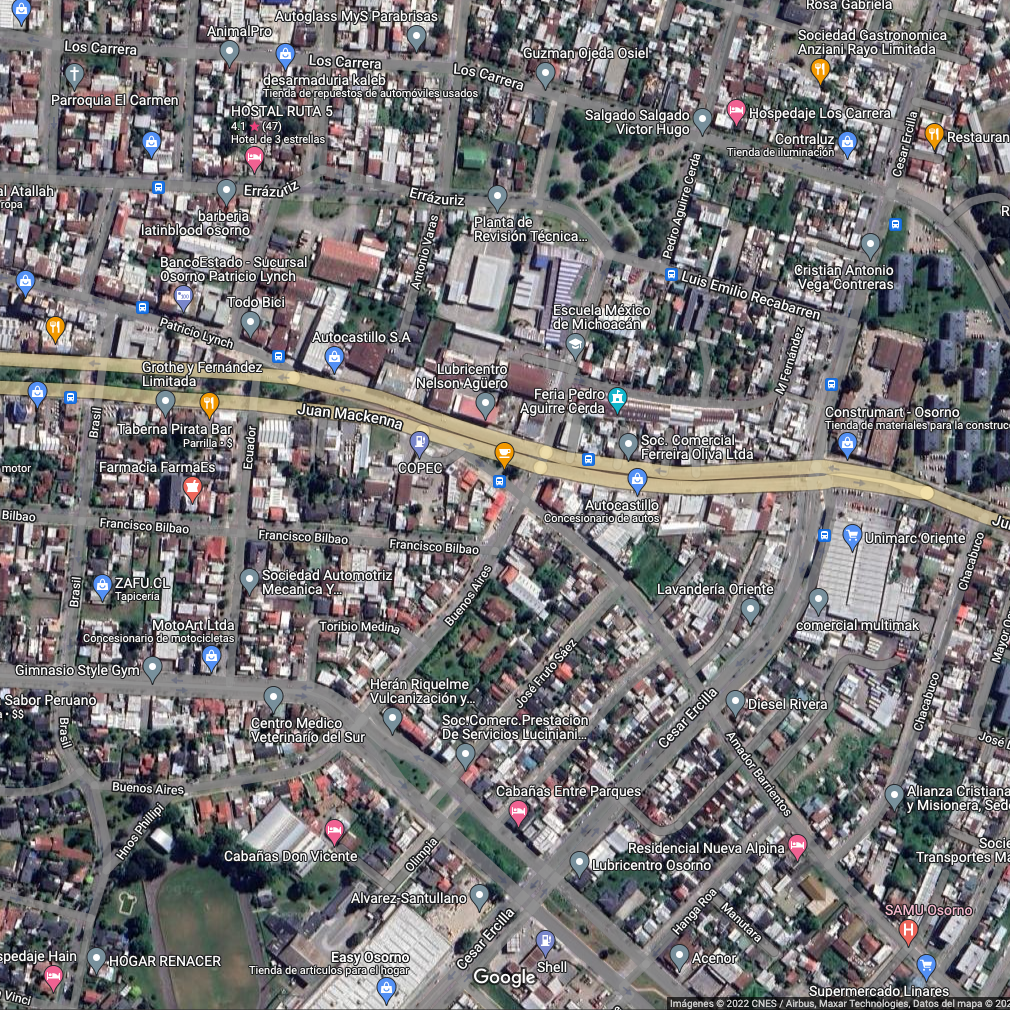 Rosa Gabriela
Autoglass MyS Parabrisas
AnimalPro
Sociedad Gastronomica
Anziani Rayo Limitada
Los Carrera
Los Carrera
Guzman Ojeda Osiel
Los Carrera
desarmaduria kaleb
Tienda de repuestos de automóviles usados
Parroquia El Carmen
HOSTAL RUTA 5
4.1 ★ (47)
Hotel de 3 estrellas
Salgado Salgado
Victor Hugo
Hospedaje Los Carrera
Contraluz
Tienda de iluminación
Cesar Ercilla
Restauran
al Atallah
ropa
Errázuriz
Errázuriz
Pedro Aguirre Cerda
barberia
latinblood osorno
Planta de
Revisión Técnica...
Antonio Varas
BancoEstado - Sucursal
Osorno Patricio Lynch
Cristian Antonio
Vega Contreras
Luis Emilio Recabarren
Todo Bici
Patricio Lynch
Escuela México
de Michoacán
Autocastillo S.A
M Fernández
Grothe y Fernández
Limitada
Lubricentro
Nelson Agüero
Feria Pedro
Aguirre Cerda
Juan Mackenna
Brasil
Taberna Pirata Bar
Parrilla · $
Ecuador
Construmart - Osorno
Tienda de materiales para la construcc
Soc. Comercial
Ferreira Oliva Ltda
COPEC
motor
Farmacia FarmaEs
Autocastillo
Concesionario de autos
Bilbao
Francisco Bilbao
Francisco Bilbao
Francisco Bilbao
Ju
Unimarc Oriente
Chacabuco
ZAFU.CL
Tapicería
Brasil
Sociedad Automotriz
Mecanica Y...
Buenos Aires
Lavandería Oriente
MotoArt Ltda
Concesionario de motocicletas
Toribio Medina
comercial multimak
Mayor O
Gimnasio Style Gym
José Fruto Sáez
Herán Riquelme
Vulcanización y...
Sabor Peruano
· $$
Brasil
Centro Medico
Veterinario del Sur
Soc.Comerc.Prestacion
De Servicios Luciniani...
Cesar Ercilla
Diesel Rivera
Chacabuco
José
Amador Barrientos
Buenos Aires
Hnos Phillipi
Cabañas Entre Parques
Alianza Cristiana
y Misionera, Sed
Cabañas Don Vicente
Olimpia
Residencial Nueva Alpina
Lubricentro Osorno
Socie
Transportes Ma
Alvarez-Santullano
Cesar Ercilla
Hanga Roa
Manutara
SAMU Osorno
spedaje Hain
HOGAR RENACER
Easy Osorno
Tienda de artículos para el hogar
Shell
Acenor
Google
Vinci
Supermercado Linares
Imágenes © 2022 CNES / Airbus, Maxar Technologies, Datos del mapa © 202